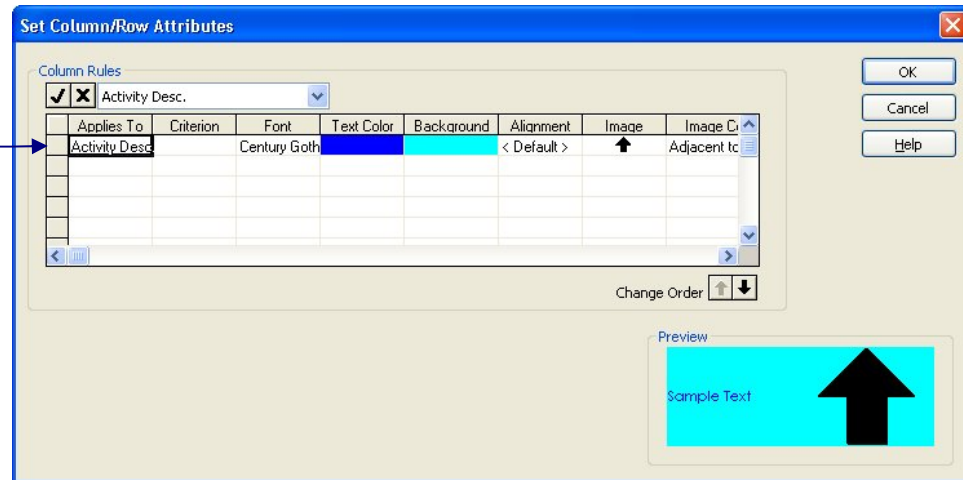 Set Column/Row Attributes
Column Rules
Activity Desc.
Applies To Criterion Font Text Color Background Alignment Image Image C
Activity Desc Century Goth < Default > Adjacent to
Change Order
OK
Cancel
Help
Preview
Sample Text